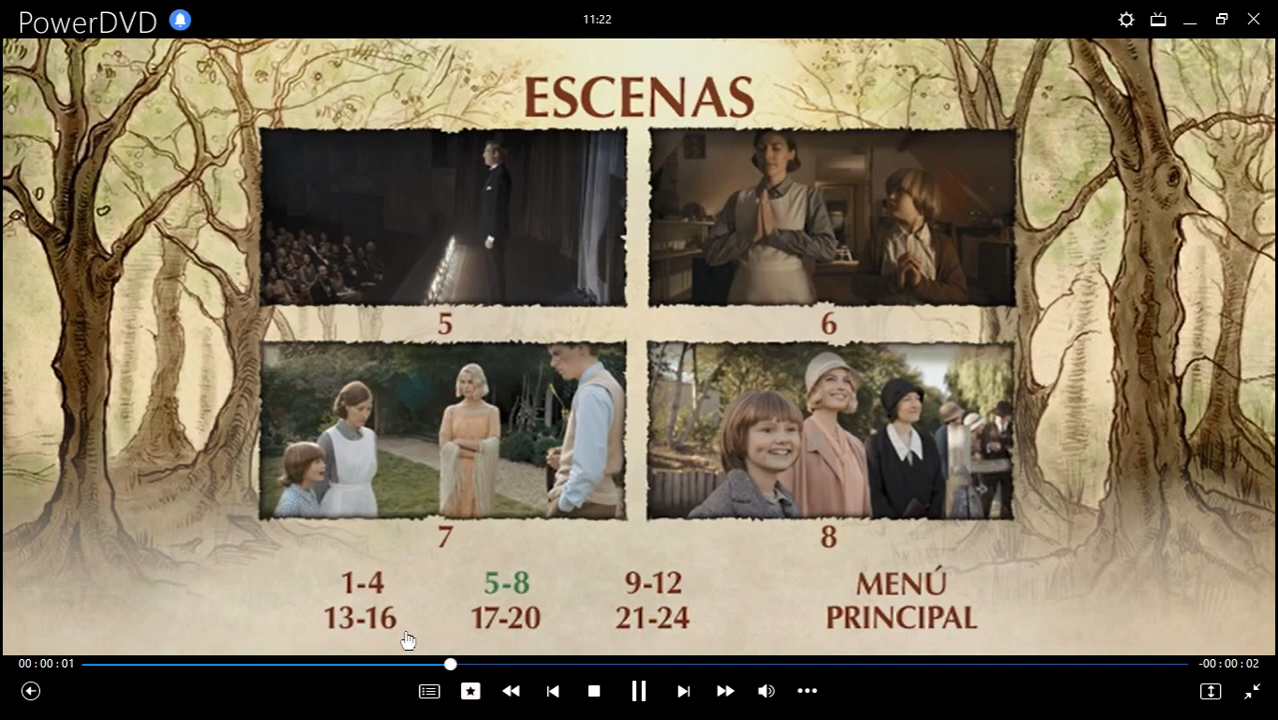 PowerDVD
11:22
ESCENAS
5
6
7
8
1-4 5-8 9-12 MENÚ
13-16 17-20 21-24 PRINCIPAL
00:00:01
-00:00:02